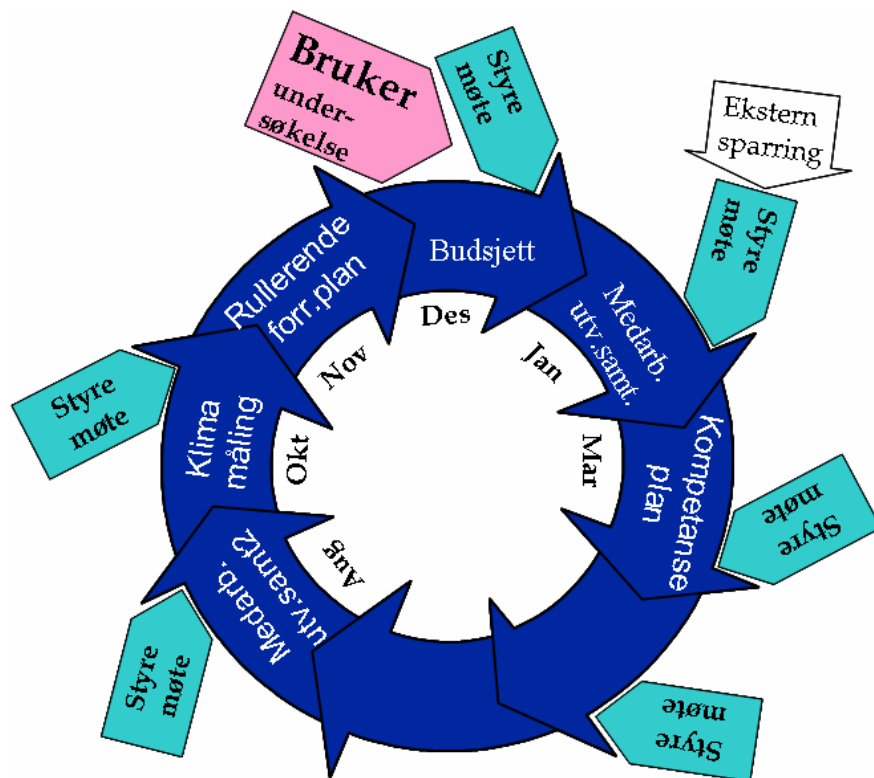 Bruker
under-
søkelse
Styre
møte
Ekstern
sparring
Styre
møte
Budsjett
Des
Medarb.
utv.samt.
Jan
Kompetanse
plan
Mar
Styre
møte
Styre
møte
Medarb.
utv.samt2
Aug
Styre
møte
Klima
måling
Okt
Styre
møte
Rullerende
forr.plan
Nov